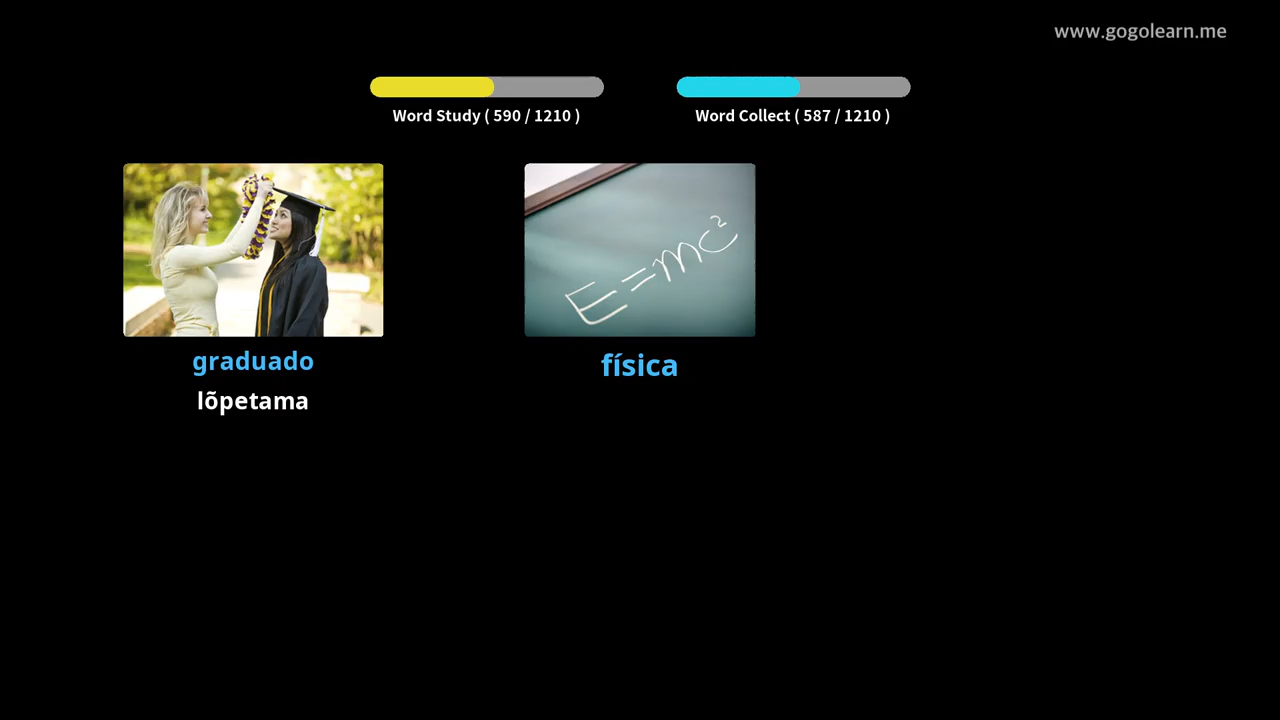 www.gogolearn.me
Word Study ( 590 / 1210 )
Word Collect ( 587 / 1210 )
E=mc²
graduado
física
lõpetama